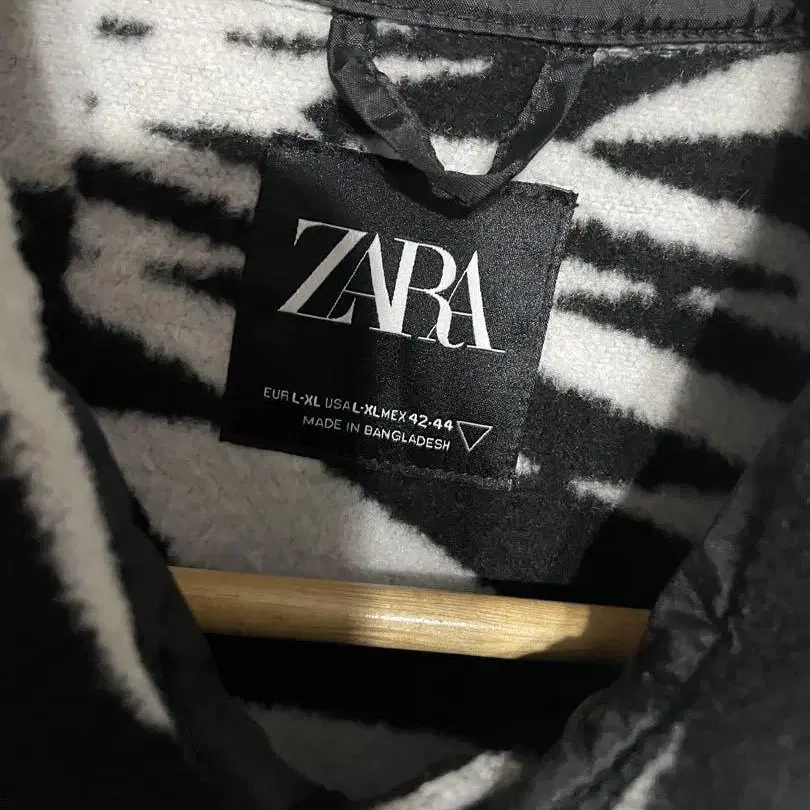 ZARA
EUR L-XL USA L-XL MEX 42-44
MADE IN BANGLADESH